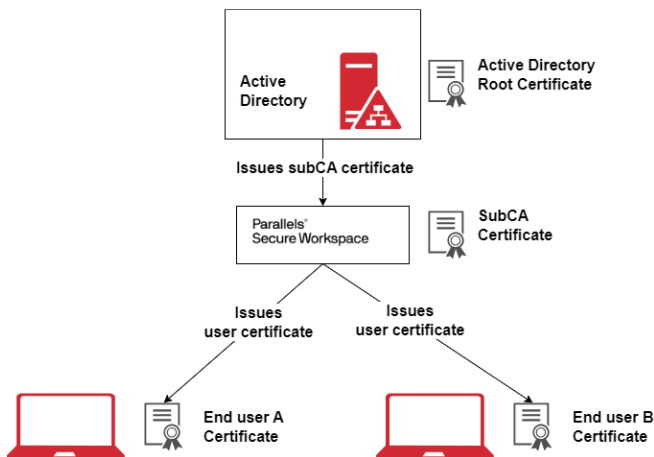 Active
Directory
Active Directory
Root Certificate
Issues subCA certificate
Parallels®
Secure Workspace
SubCA
Certificate
Issues
user certificate
Issues
user certificate
End user A
Certificate
End user B
Certificate